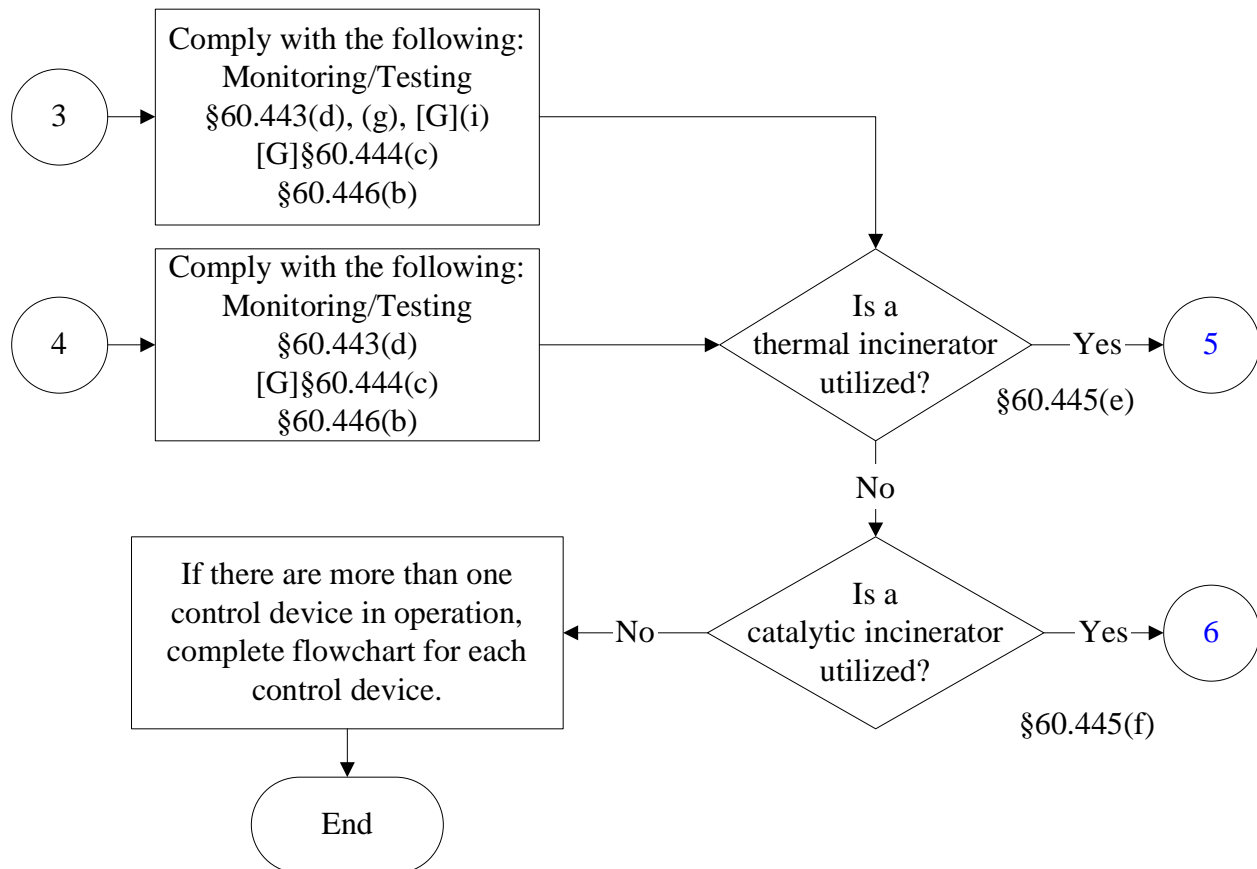 3
Comply with the following:
Monitoring/Testing
§60.443(d), (g), [G](i)
[G]§60.444(c)
§60.446(b)
4
Comply with the following:
Monitoring/Testing
§60.443(d)
[G]§60.444(c)
§60.446(b)
Is a
thermal incinerator
utilized?
Yes
5
§60.445(e)
No
Is a
catalytic incinerator
utilized?
Yes
6
§60.445(f)
No
If there are more than one
control device in operation,
complete flowchart for each
control device.
End